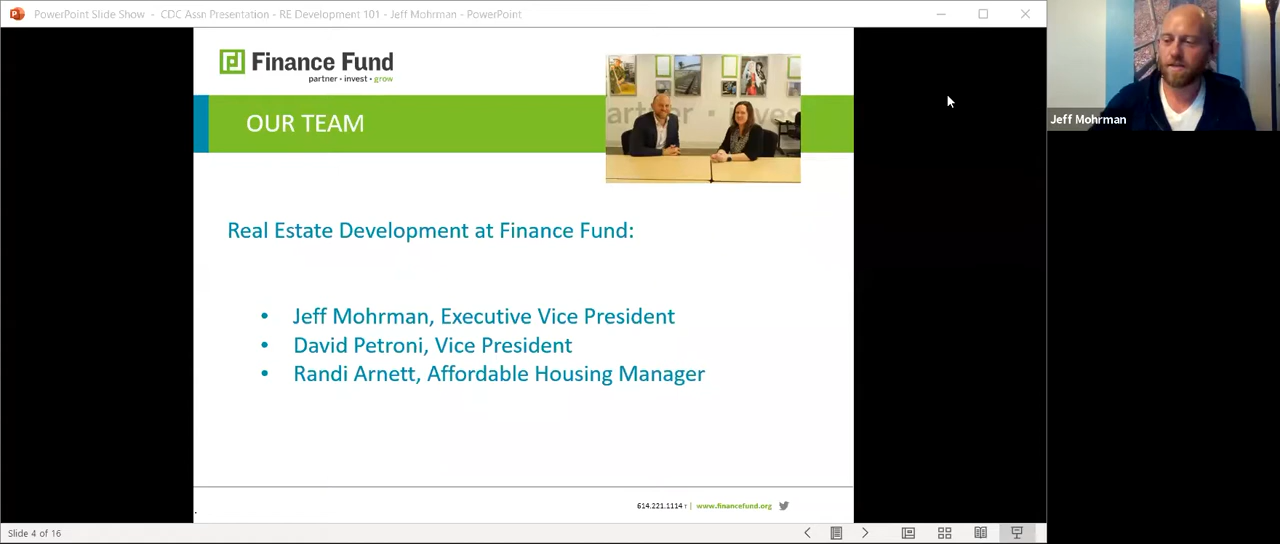 PowerPoint Slide Show - CDC Assn Presentation - RE Development 101 - Jeff Mohrman - PowerPoint
Finance Fund
partner • invest • grow
OUR TEAM
artner • inves
Jeff Mohrman
Real Estate Development at Finance Fund:
• Jeff Mohrman, Executive Vice President
• David Petroni, Vice President
• Randi Arnett, Affordable Housing Manager
614.221.1114 T | www.financefund.org
Slide 4 of 16